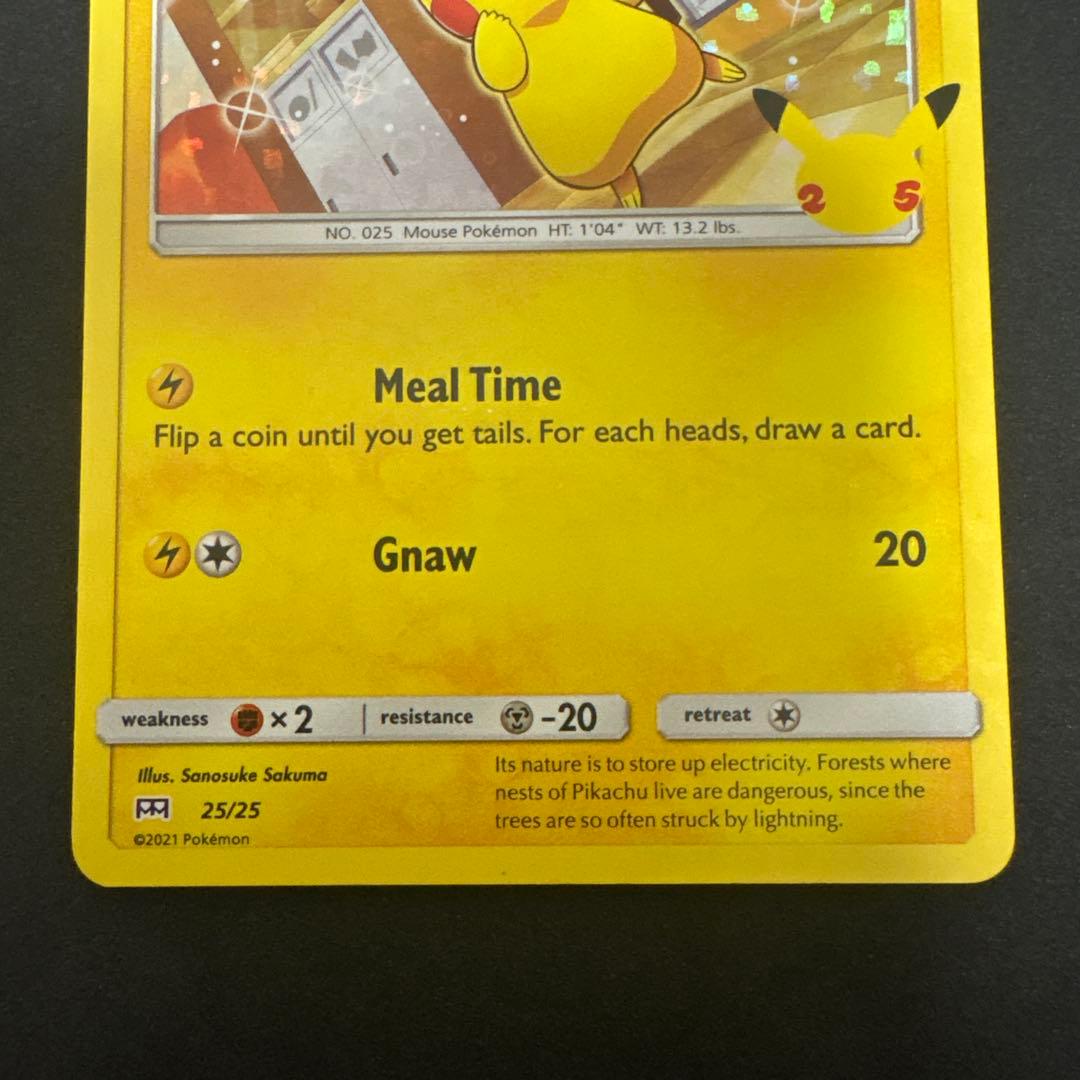 2 5
NO. 025 Mouse Pokémon HT: 1'04" WT: 13.2 lbs.
Meal Time
Flip a coin until you get tails. For each heads, draw a card.
Gnaw 20
weakness ×2 resistance -20 retreat
Illus. Sanosuke Sakuma
25/25
©2021 Pokémon
Its nature is to store up electricity. Forests where
nests of Pikachu live are dangerous, since the
trees are so often struck by lightning.